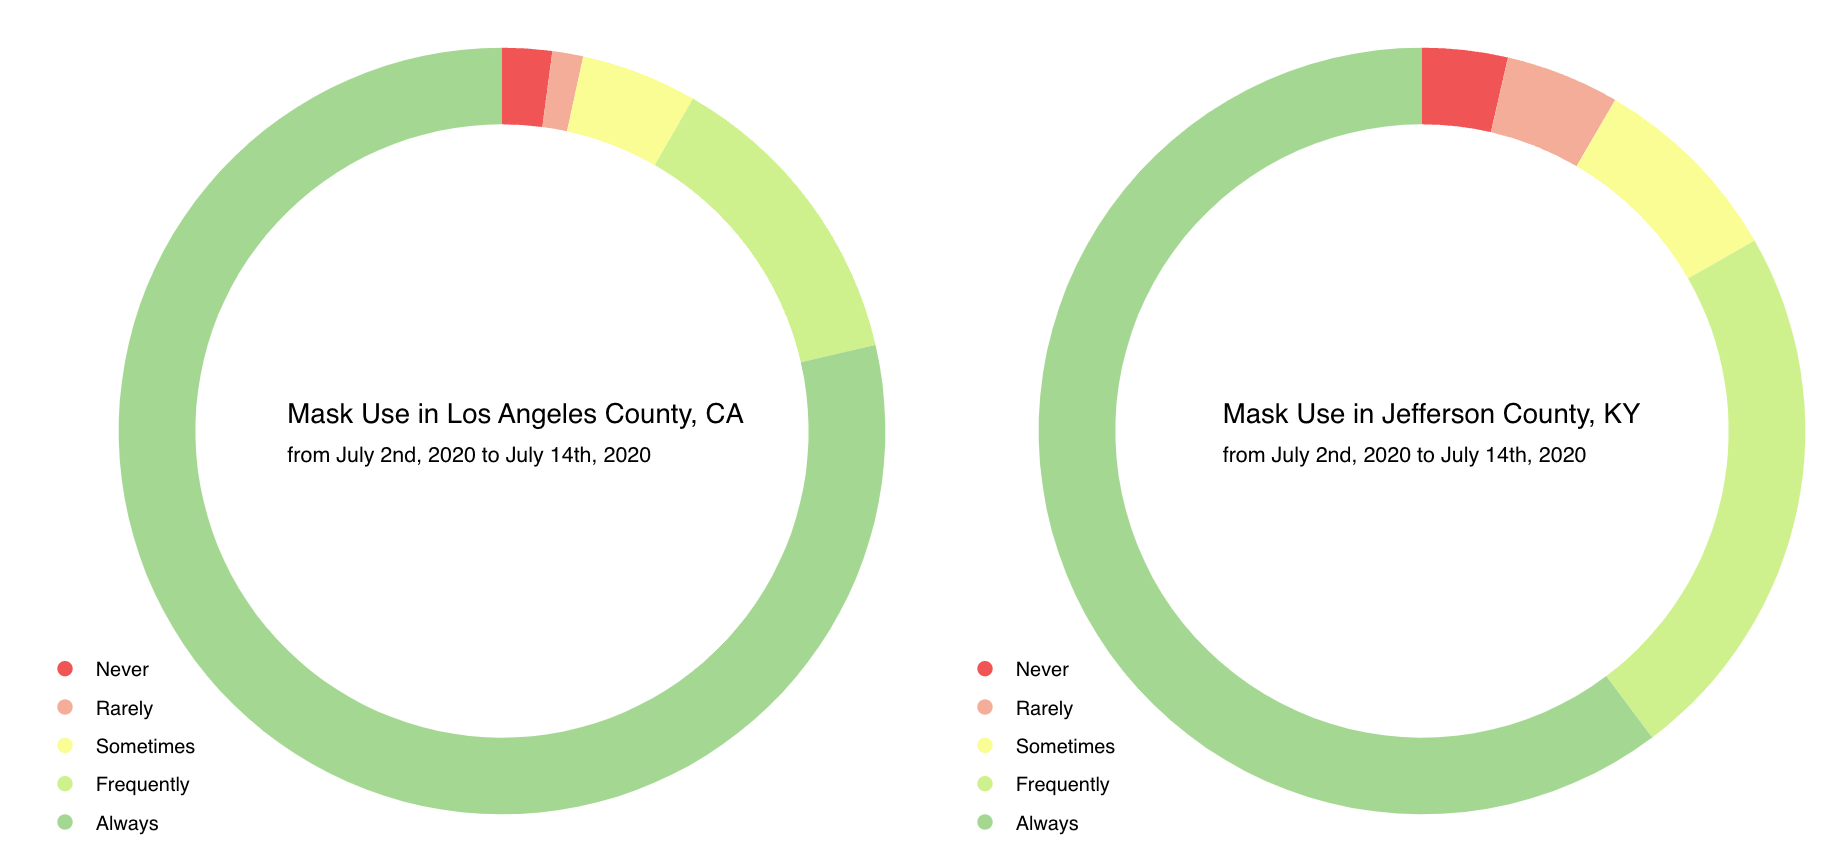 Mask Use in Los Angeles County, CA
from July 2nd, 2020 to July 14th, 2020
Never
Rarely
Sometimes
Frequently
Always
Mask Use in Jefferson County, KY
from July 2nd, 2020 to July 14th, 2020
Never
Rarely
Sometimes
Frequently
Always